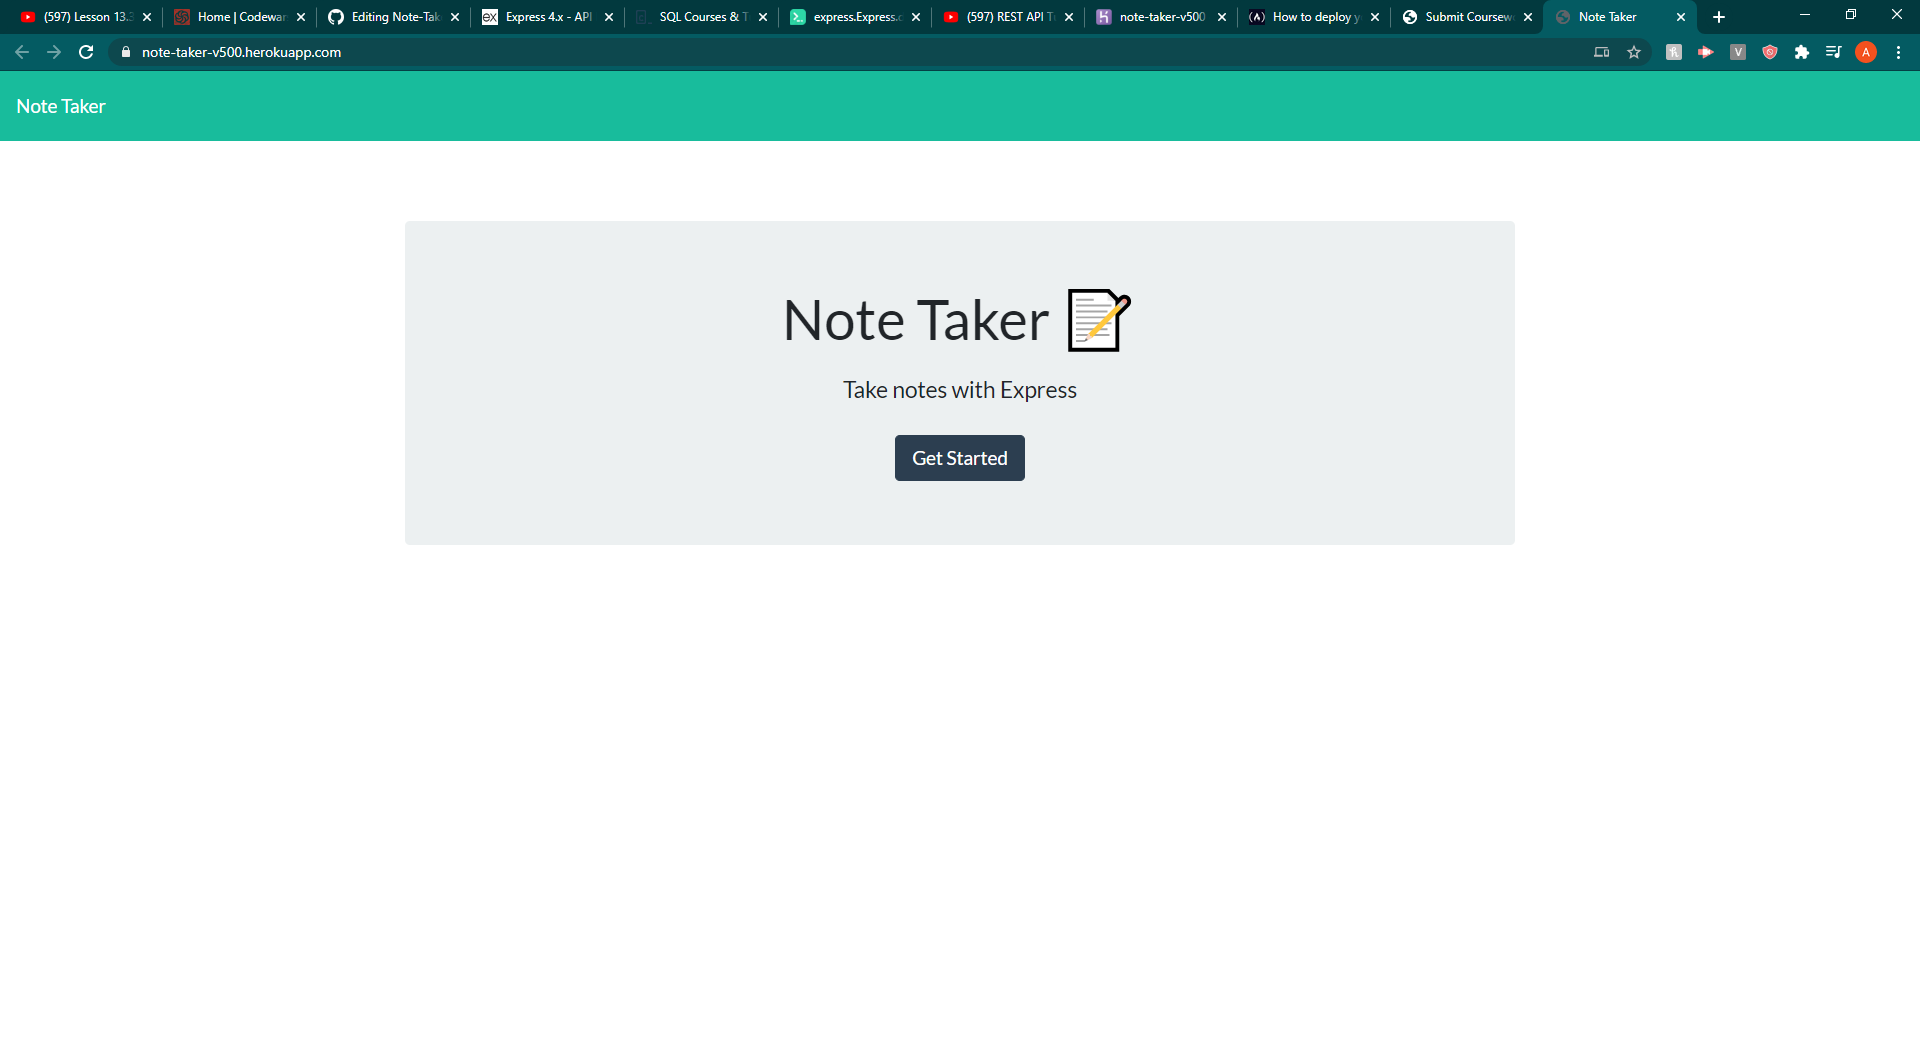 (597) Lesson 13.3
Home | Codewar
Editing Note-Tak
Express 4.x - API
SQL Courses & T
express.Express.c
(597) REST API T
note-taker-v500
How to deploy y
Submit Coursew
Note Taker
note-taker-v500.herokuapp.com
V
A
Note Taker
Note Taker
Take notes with Express
Get Started